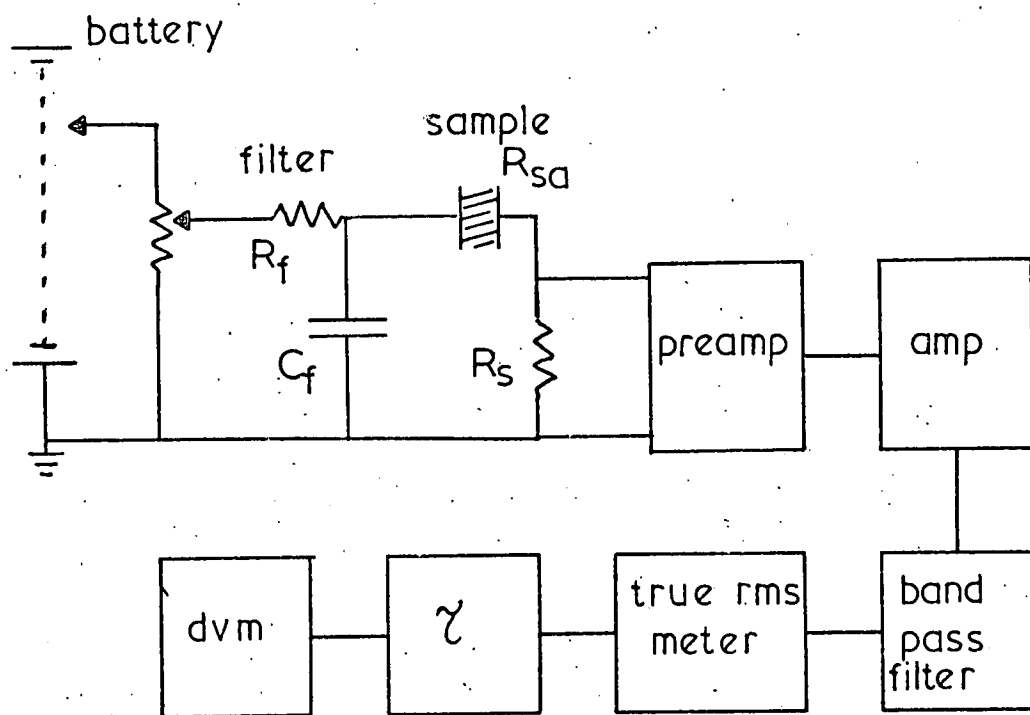 battery
filter
R_f
C_f
sample
R_sa
R_s
preamp
amp
dvm
τ
true rms
meter
band
pass
filter